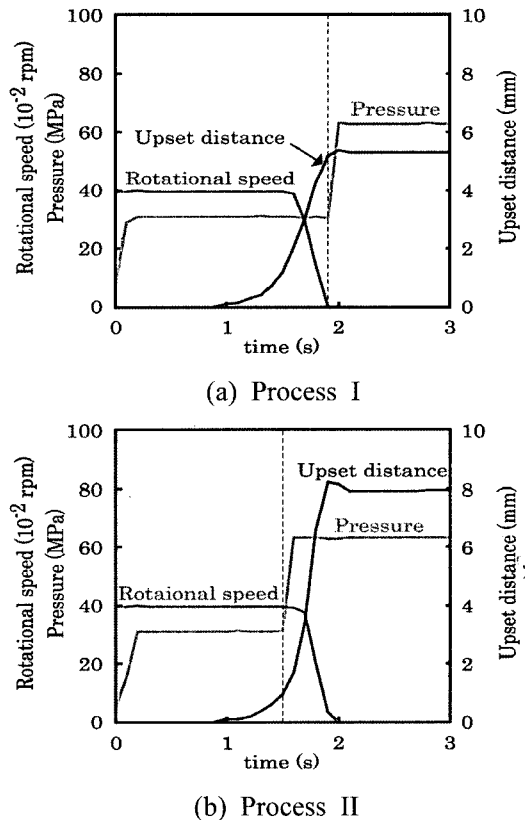 Rotational speed (10⁻² rpm)
Pressure (MPa)
100
80
60
40
20
0
0
1
2
3
time (s)
10
8
6
4
2
0
Upset distance (mm)
Pressure
Upset distance
Rotational speed
(a) Process I
Rotational speed (10⁻² rpm)
Pressure (MPa)
100
80
60
40
20
0
0
1
2
3
time (s)
10
8
6
4
2
0
Upset distance (mm)
Upset distance
Pressure
Rotaional speed
(b) Process II